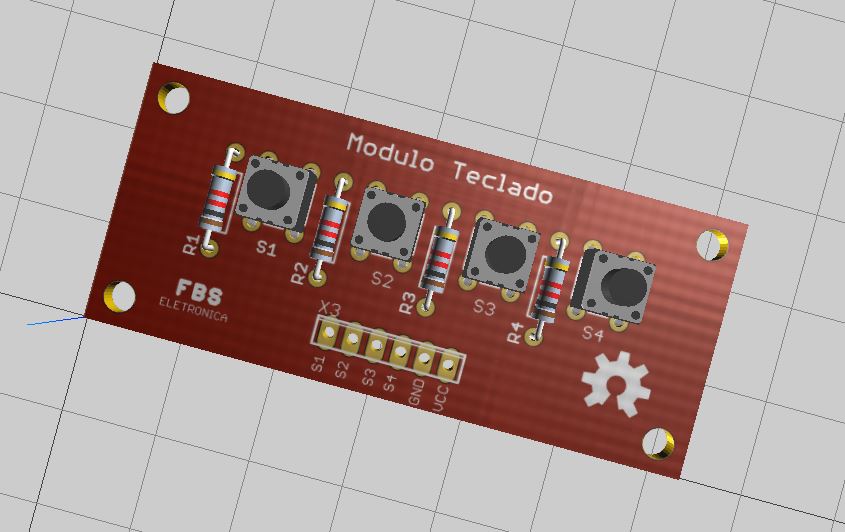 Modulo Teclado
R1
S1
R2
S2
R3
S3
R4
S4
FBS
ELETRONICA
X3
S1
S2
S3
S4
GND
VCC